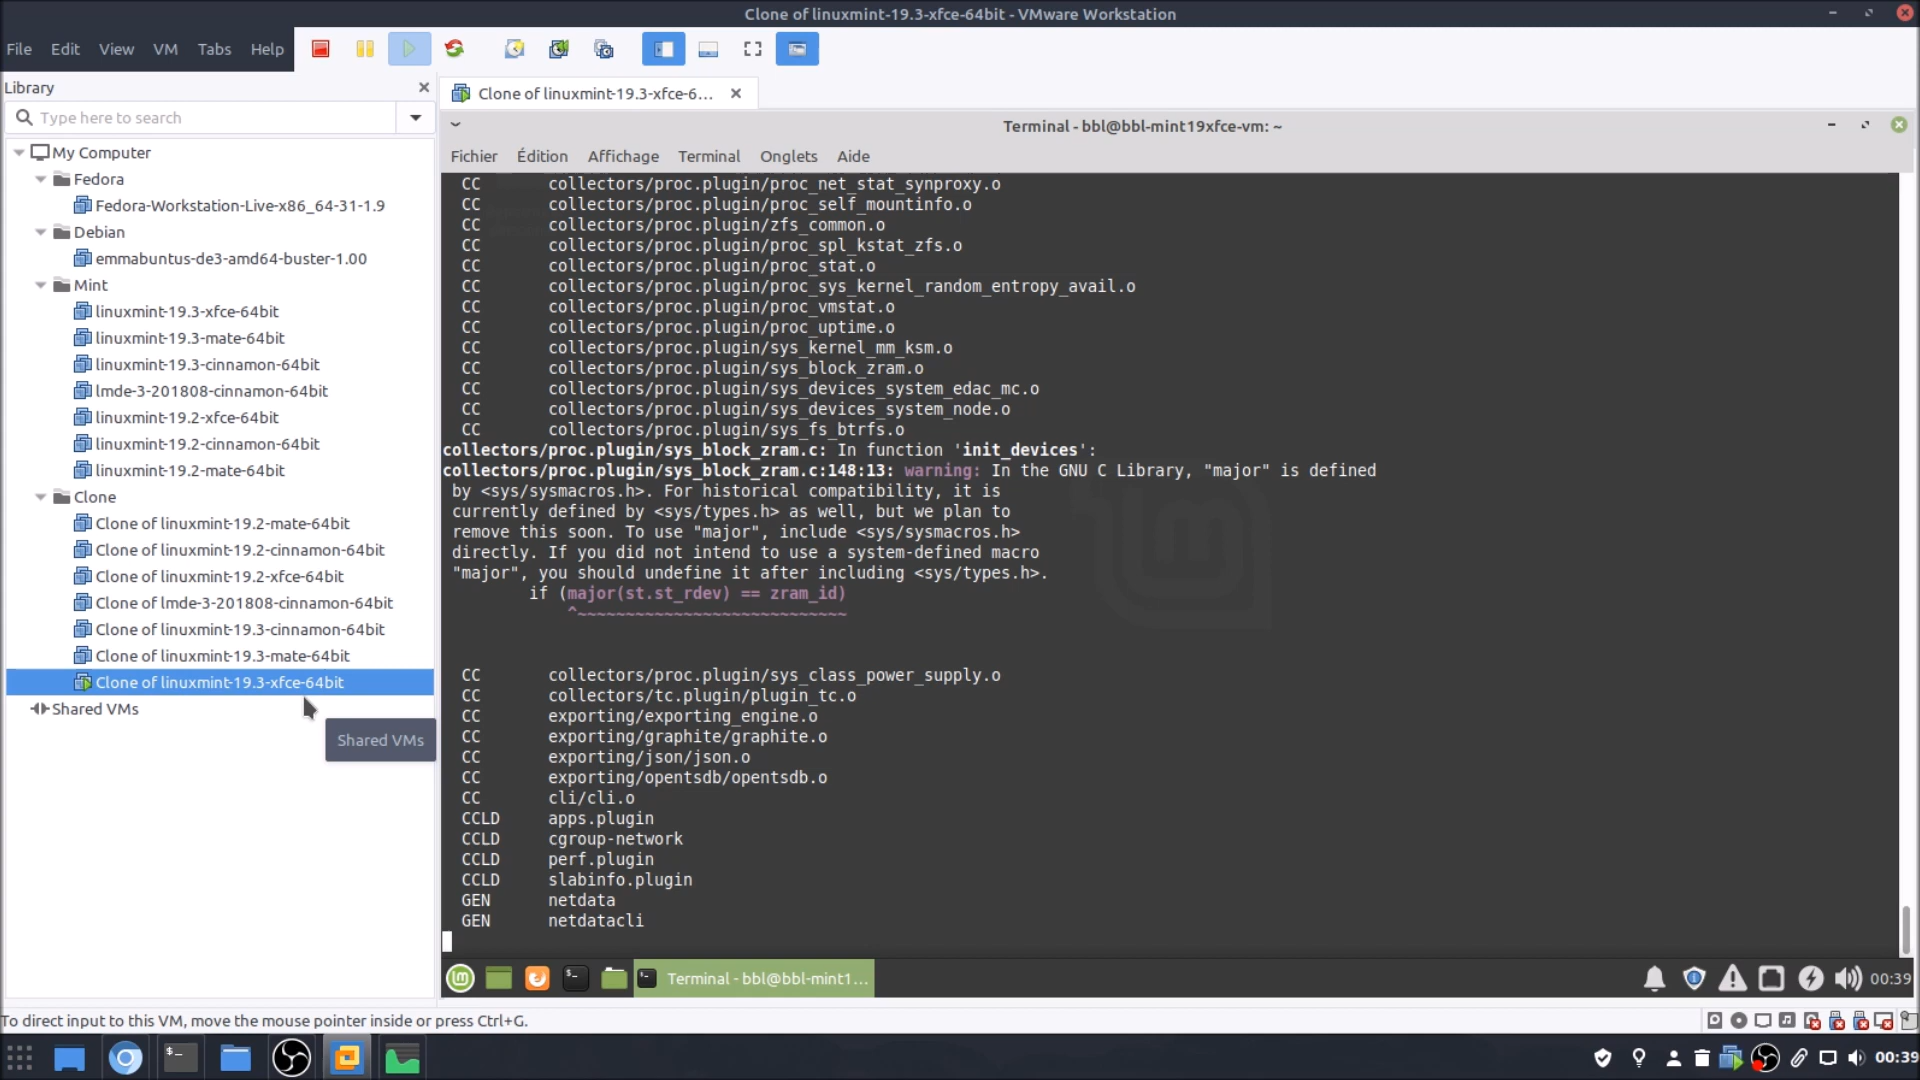 Clone of linuxmint-19.3-xfce-64bit - VMware Workstation
File Edit View VM Tabs Help
Library
Type here to search
My Computer
Fedora
Fedora-Workstation-Live-x86_64-31-1.9
Debian
emmabuntus-de3-amd64-buster-1.00
Mint
linuxmint-19.3-xfce-64bit
linuxmint-19.3-mate-64bit
linuxmint-19.3-cinnamon-64bit
lmde-3-201808-cinnamon-64bit
linuxmint-19.2-xfce-64bit
linuxmint-19.2-cinnamon-64bit
linuxmint-19.2-mate-64bit
Clone
Clone of linuxmint-19.2-mate-64bit
Clone of linuxmint-19.2-cinnamon-64bit
Clone of linuxmint-19.2-xfce-64bit
Clone of lmde-3-201808-cinnamon-64bit
Clone of linuxmint-19.3-cinnamon-64bit
Clone of linuxmint-19.3-mate-64bit
Clone of linuxmint-19.3-xfce-64bit
Shared VMs
Shared VMs
Clone of linuxmint-19.3-xfce-6...
Terminal - bbl@bbl-mint19xfce-vm: ~
Fichier Édition Affichage Terminal Onglets Aide
CC collectors/proc.plugin/proc_net_stat_synproxy.o
CC collectors/proc.plugin/proc_self_mountinfo.o
CC collectors/proc.plugin/zfs_common.o
CC collectors/proc.plugin/proc_spl_kstat_zfs.o
CC collectors/proc.plugin/proc_stat.o
CC collectors/proc.plugin/proc_sys_kernel_random_entropy_avail.o
CC collectors/proc.plugin/proc_vmstat.o
CC collectors/proc.plugin/proc_uptime.o
CC collectors/proc.plugin/sys_kernel_mm_ksm.o
CC collectors/proc.plugin/sys_block_zram.o
CC collectors/proc.plugin/sys_devices_system_edac_mc.o
CC collectors/proc.plugin/sys_devices_system_node.o
CC collectors/proc.plugin/sys_fs_btrfs.o
collectors/proc.plugin/sys_block_zram.c: In function 'init_devices':
collectors/proc.plugin/sys_block_zram.c:148:13: warning: In the GNU C Library, "major" is defined
by <sys/sysmacros.h>. For historical compatibility, it is
currently defined by <sys/types.h> as well, but we plan to
remove this soon. To use "major", include <sys/sysmacros.h>
directly. If you did not intend to use a system-defined macro
"major", you should undefine it after including <sys/types.h>.
if (major(st.st_rdev) == zram_id)
^~~~~~~~~~~~~~~~~~~~~~~~~~~~~
CC collectors/proc.plugin/sys_class_power_supply.o
CC collectors/tc.plugin/plugin_tc.o
CC exporting/exporting_engine.o
CC exporting/graphite/graphite.o
CC exporting/json/json.o
CC exporting/opentsdb/opentsdb.o
CC cli/cli.o
CCLD apps.plugin
CCLD cgroup-network
CCLD perf.plugin
CCLD slabinfo.plugin
GEN netdata
GEN netdatacli
Terminal - bbl@bbl-mint1...
00:39
To direct input to this VM, move the mouse pointer inside or press Ctrl+G.
00:39